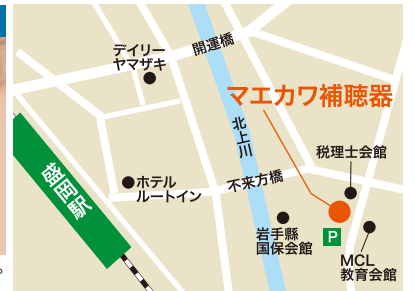 デイリー
ヤマザキ
開運橋
マエカワ補聴器
北上川
税理士会館
盛岡駅
ホテル
ルートイン
不来方橋
岩手縣
国保会館
P
MCL
教育会館
。